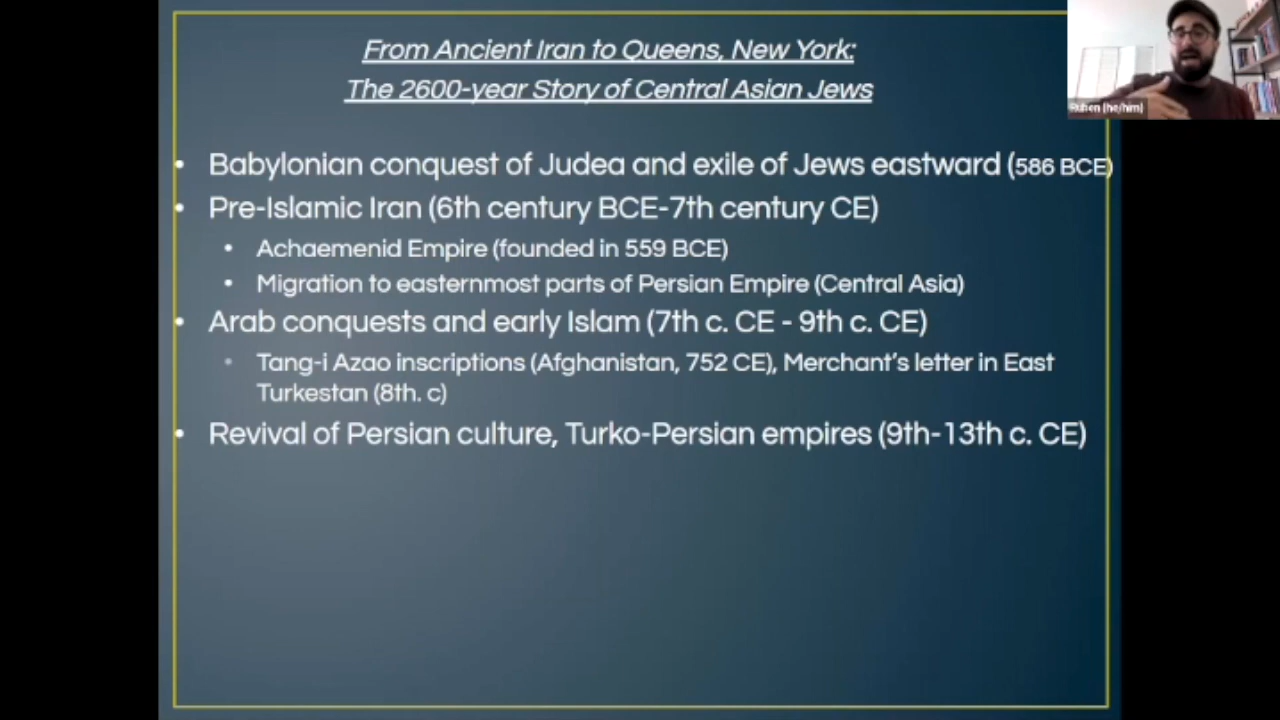 From Ancient Iran to Queens, New York:
The 2600-year Story of Central Asian Jews
Ruben (he/him)
• Babylonian conquest of Judea and exile of Jews eastward (586 BCE)
• Pre-Islamic Iran (6th century BCE-7th century CE)
• Achaemenid Empire (founded in 559 BCE)
• Migration to easternmost parts of Persian Empire (Central Asia)
• Arab conquests and early Islam (7th c. CE - 9th c. CE)
• Tang-i Azao inscriptions (Afghanistan, 752 CE), Merchant's letter in East
Turkestan (8th. c)
• Revival of Persian culture, Turko-Persian empires (9th-13th c. CE)